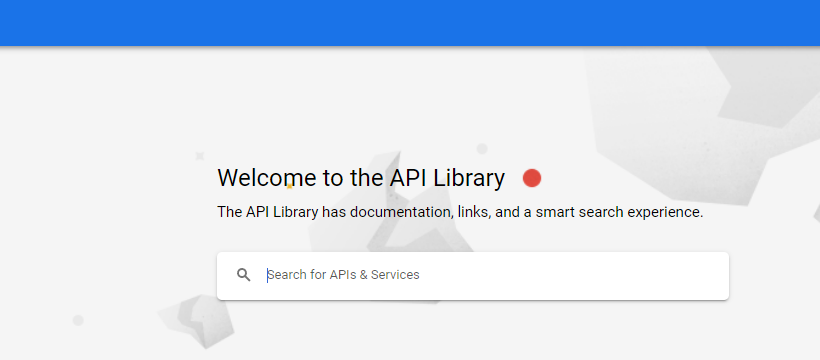 Welcome to the API Library
The API Library has documentation, links, and a smart search experience.
Search for APIs & Services